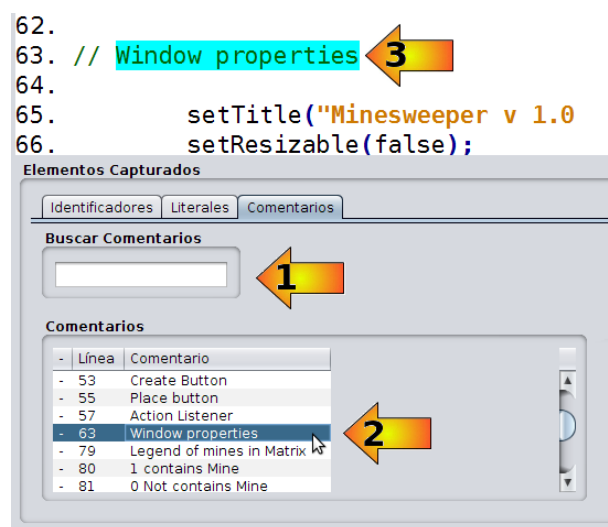 62.
63. // Window properties 3
64.
65. setTitle("Minesweeper v 1.0
66. setResizable(false);
Elementos Capturados
Identificadores Literales Comentarios
Buscar Comentarios
1
Comentarios
- Línea Comentario
- 53 Create Button
- 55 Place button
- 57 Action Listener
- 63 Window properties 2
- 79 Legend of mines in Matrix
- 80 1 contains Mine
- 81 0 Not contains Mine